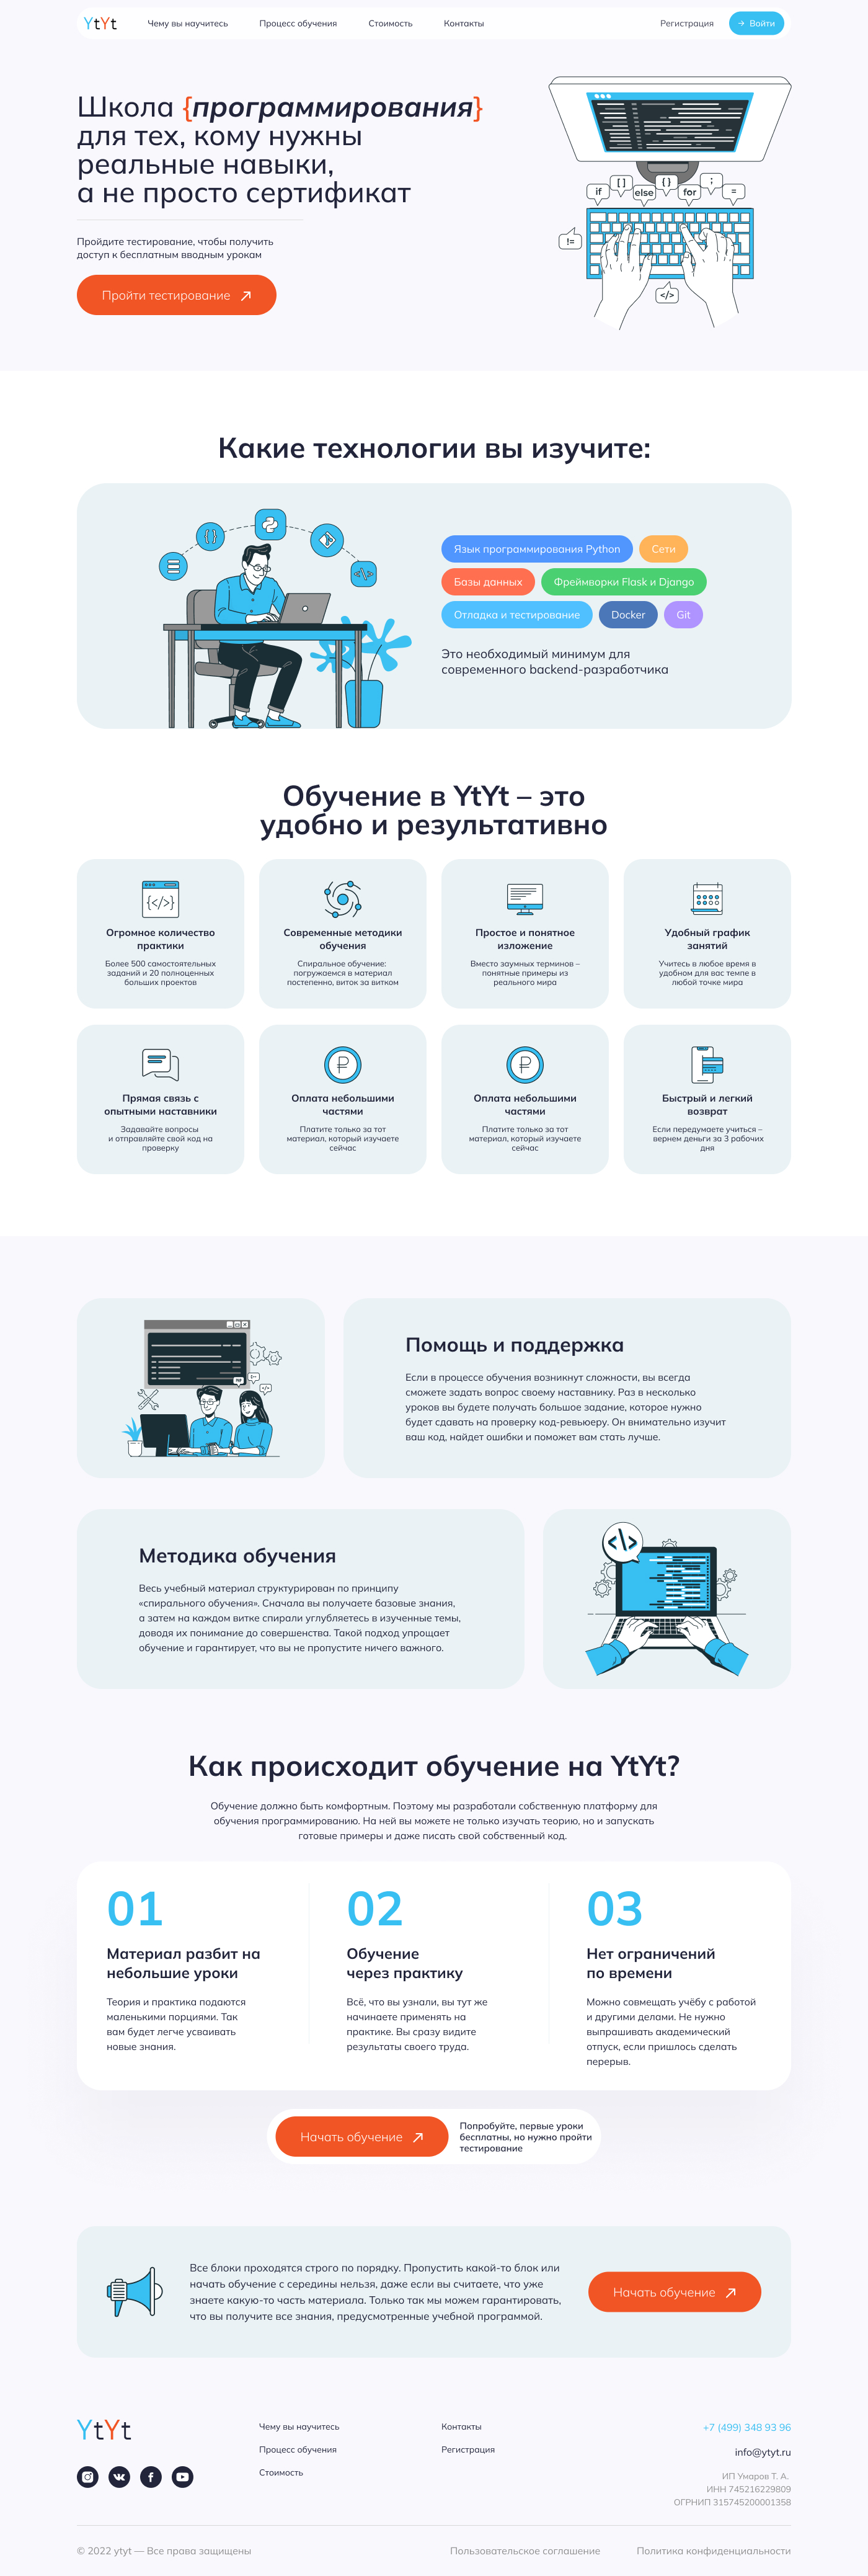 YtYt Чему вы научитесь Процесс обучения Стоимость Контакты Регистрация → Войти
Школа {программирования}
для тех, кому нужны
реальные навыки,
а не просто сертификат
Пройдите тестирование, чтобы получить
доступ к бесплатным вводным урокам
Пройти тестирование
if [ ] else { } for ; =
!=
</>
Какие технологии вы изучите:
Язык программирования Python Сети
Базы данных Фреймворки Flask и Django
Отладка и тестирование Docker Git
Это необходимый минимум для
современного backend-разработчика
Обучение в YtYt – это
удобно и результативно
Огромное количество
практики
Более 500 самостоятельных
заданий и 20 полноценных
больших проектов
Современные методики
обучения
Спиральное обучение:
погружаемся в материал
постепенно, виток за витком
Простое и понятное
изложение
Вместо заумных терминов –
понятные примеры из
реального мира
Удобный график
занятий
Учитесь в любое время в
удобном для вас темпе в
любой точке мира
Прямая связь с
опытными наставники
Задавайте вопросы
и отправляйте свой код на
проверку
Оплата небольшими
частями
Платите только за тот
материал, который изучаете
сейчас
Оплата небольшими
частями
Платите только за тот
материал, который изучаете
сейчас
Быстрый и легкий
возврат
Если передумаете учиться –
вернем деньги за 3 рабочих
дня
Помощь и поддержка
Если в процессе обучения возникнут сложности, вы всегда
сможете задать вопрос своему наставнику. Раз в несколько
уроков вы будете получать большое задание, которое нужно
будет сдавать на проверку код-ревьюеру. Он внимательно изучит
ваш код, найдет ошибки и поможет вам стать лучше.
Методика обучения
Весь учебный материал структурирован по принципу
«спирального обучения». Сначала вы получаете базовые знания,
а затем на каждом витке спирали углубляетесь в изученные темы,
доводя их понимание до совершенства. Такой подход упрощает
обучение и гарантирует, что вы не пропустите ничего важного.
</>
Как происходит обучение на YtYt?
Обучение должно быть комфортным. Поэтому мы разработали собственную платформу для
обучения программированию. На ней вы можете не только изучать теорию, но и запускать
готовые примеры и даже писать свой собственный код.
01
Материал разбит на
небольшие уроки
Теория и практика подаются
маленькими порциями. Так
вам будет легче усваивать
новые знания.
02
Обучение
через практику
Всё, что вы узнали, вы тут же
начинаете применять на
практике. Вы сразу видите
результаты своего труда.
03
Нет ограничений
по времени
Можно совмещать учёбу с работой
и другими делами. Не нужно
выпрашивать академический
отпуск, если пришлось сделать
перерыв.
Начать обучение
Попробуйте, первые уроки
бесплатны, но нужно пройти
тестирование
Все блоки проходятся строго по порядку. Пропустить какой-то блок или
начать обучение с середины нельзя, даже если вы считаете, что уже
знаете какую-то часть материала. Только так мы можем гарантировать,
что вы получите все знания, предусмотренные учебной программой.
Начать обучение
YtYt
Чему вы научитесь
Процесс обучения
Стоимость
Контакты
Регистрация
+7 (499) 348 93 96
info@ytyt.ru
ИП Умаров Т. А.
ИНН 745216229809
ОГРНИП 315745200001358
© 2022 ytyt — Все права защищены Пользовательское соглашение Политика конфиденциальности